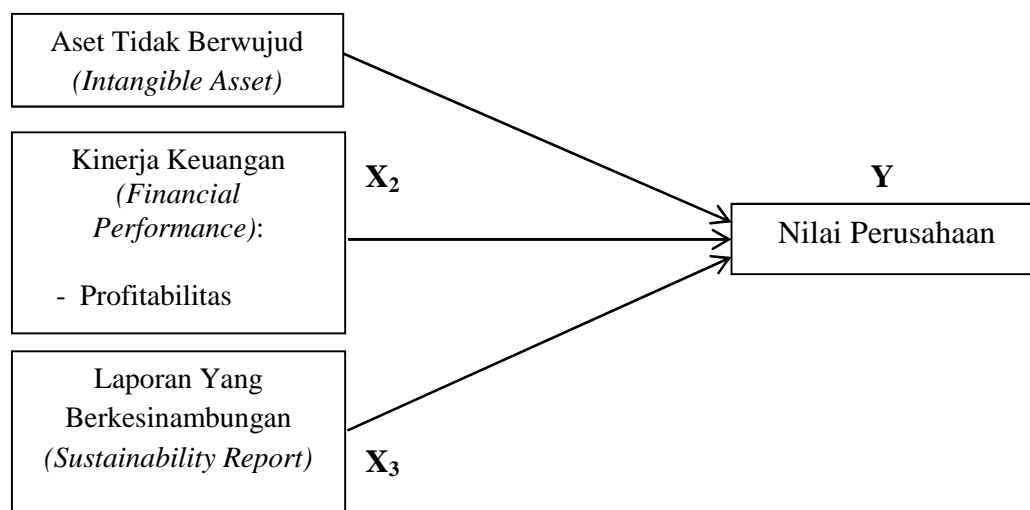 Aset Tidak Berwujud
(Intangible Asset)
Kinerja Keuangan
(Financial
Performance):
- Profitabilitas
X₂
Y
Nilai Perusahaan
Laporan Yang
Berkesinambungan
(Sustainability Report)
X₃